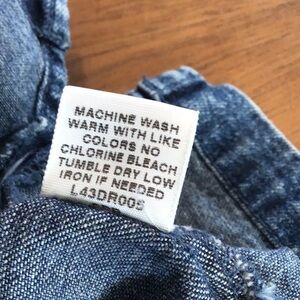 MACHINE WASH
WARM WITH LIKE
COLORS NO
CHLORINE BLEACH
TUMBLE DRY LOW
IRON IF NEEDED
L43DR005